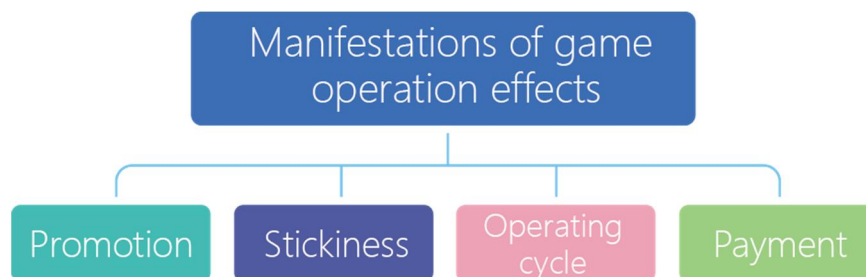 Manifestations of game
operation effects
Promotion
Stickiness
Operating
cycle
Payment